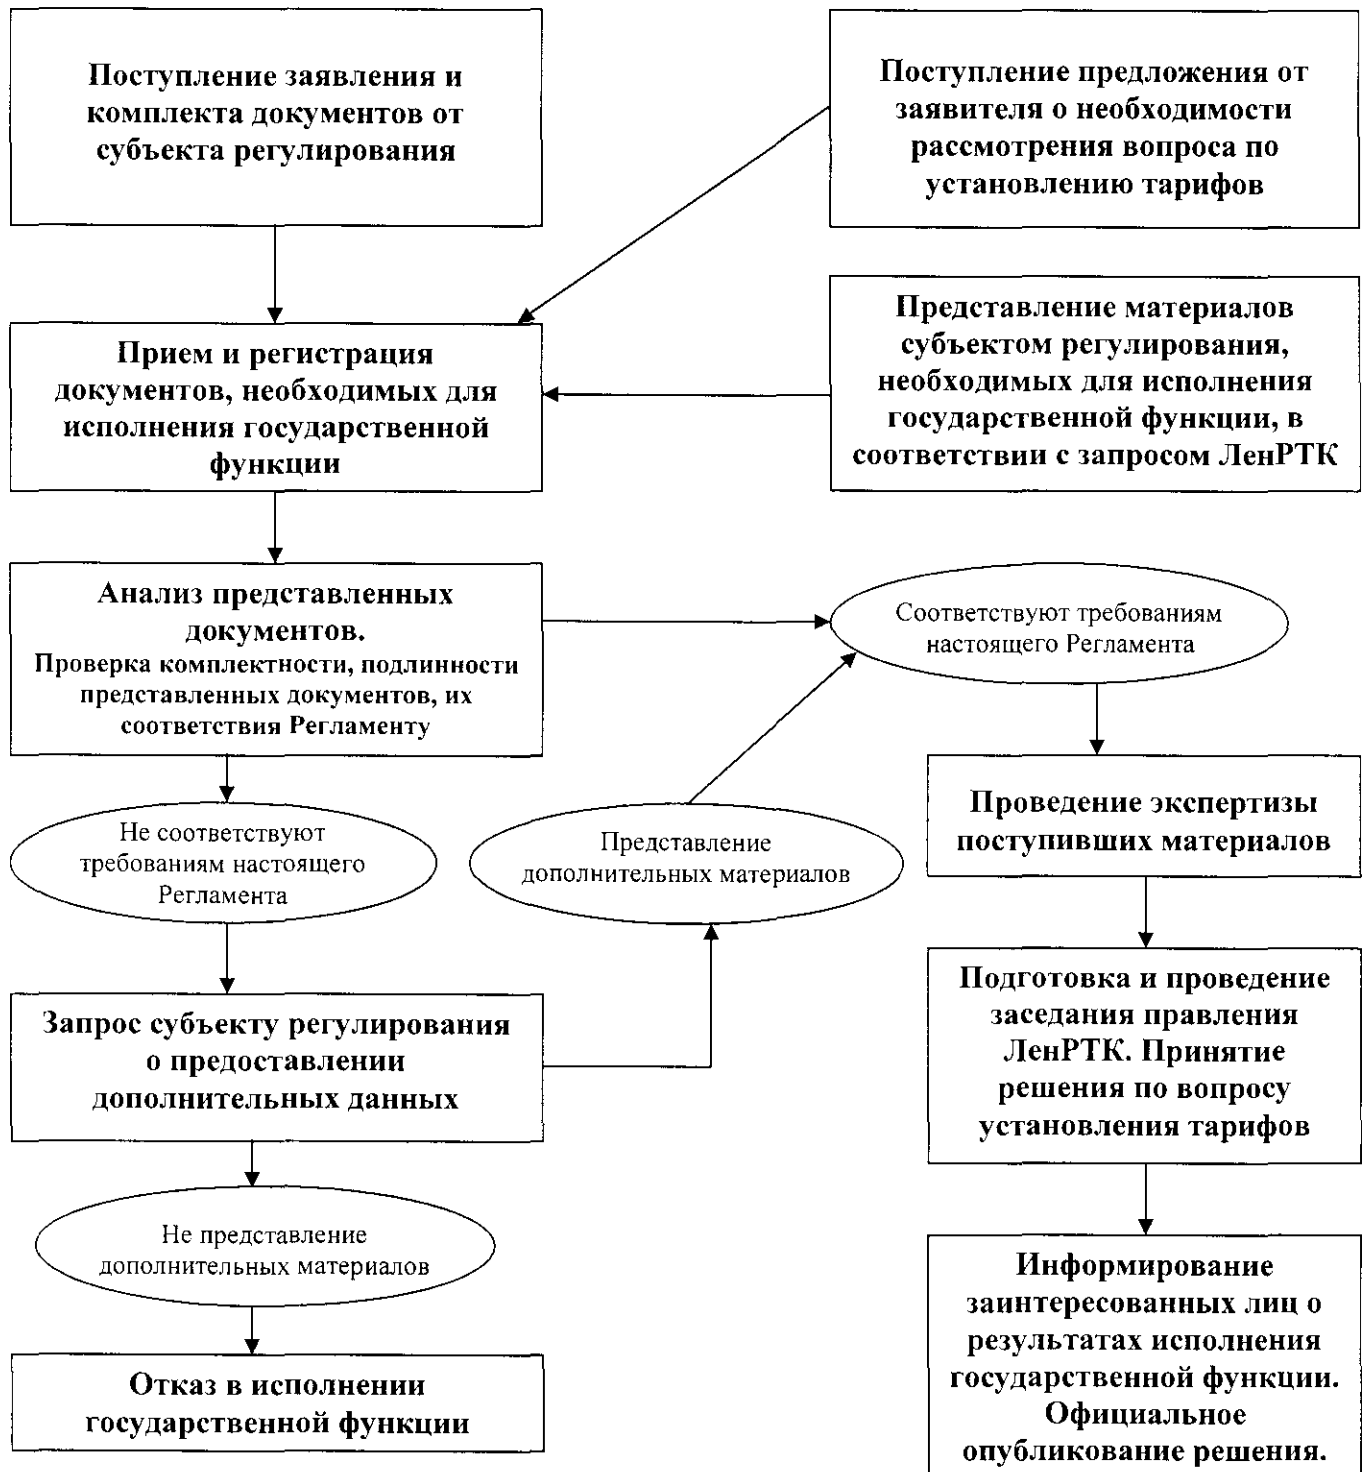 Поступление заявления и
комплекта документов от
субъекта регулирования
Поступление предложения от
заявителя о необходимости
рассмотрения вопроса по
установлению тарифов
Прием и регистрация
документов, необходимых для
исполнения государственной
функции
Представление материалов
субъектом регулирования,
необходимых для исполнения
государственной функции, в
соответствии с запросом ЛенРТК
Анализ представленных
документов.
Проверка комплектности, подлинности
представленных документов, их
соответствия Регламенту
Соответствуют требованиям
настоящего Регламента
Не соответствуют
требованиям настоящего
Регламента
Представление
дополнительных материалов
Проведение экспертизы
поступивших материалов
Запрос субъекту регулирования
о предоставлении
дополнительных данных
Подготовка и проведение
заседания правления
ЛенРТК. Принятие
решения по вопросу
установления тарифов
Не представление
дополнительных материалов
Отказ в исполнении
государственной функции
Информирование
заинтересованных лиц о
результатах исполнения
государственной функции.
Официальное
опубликование решения.